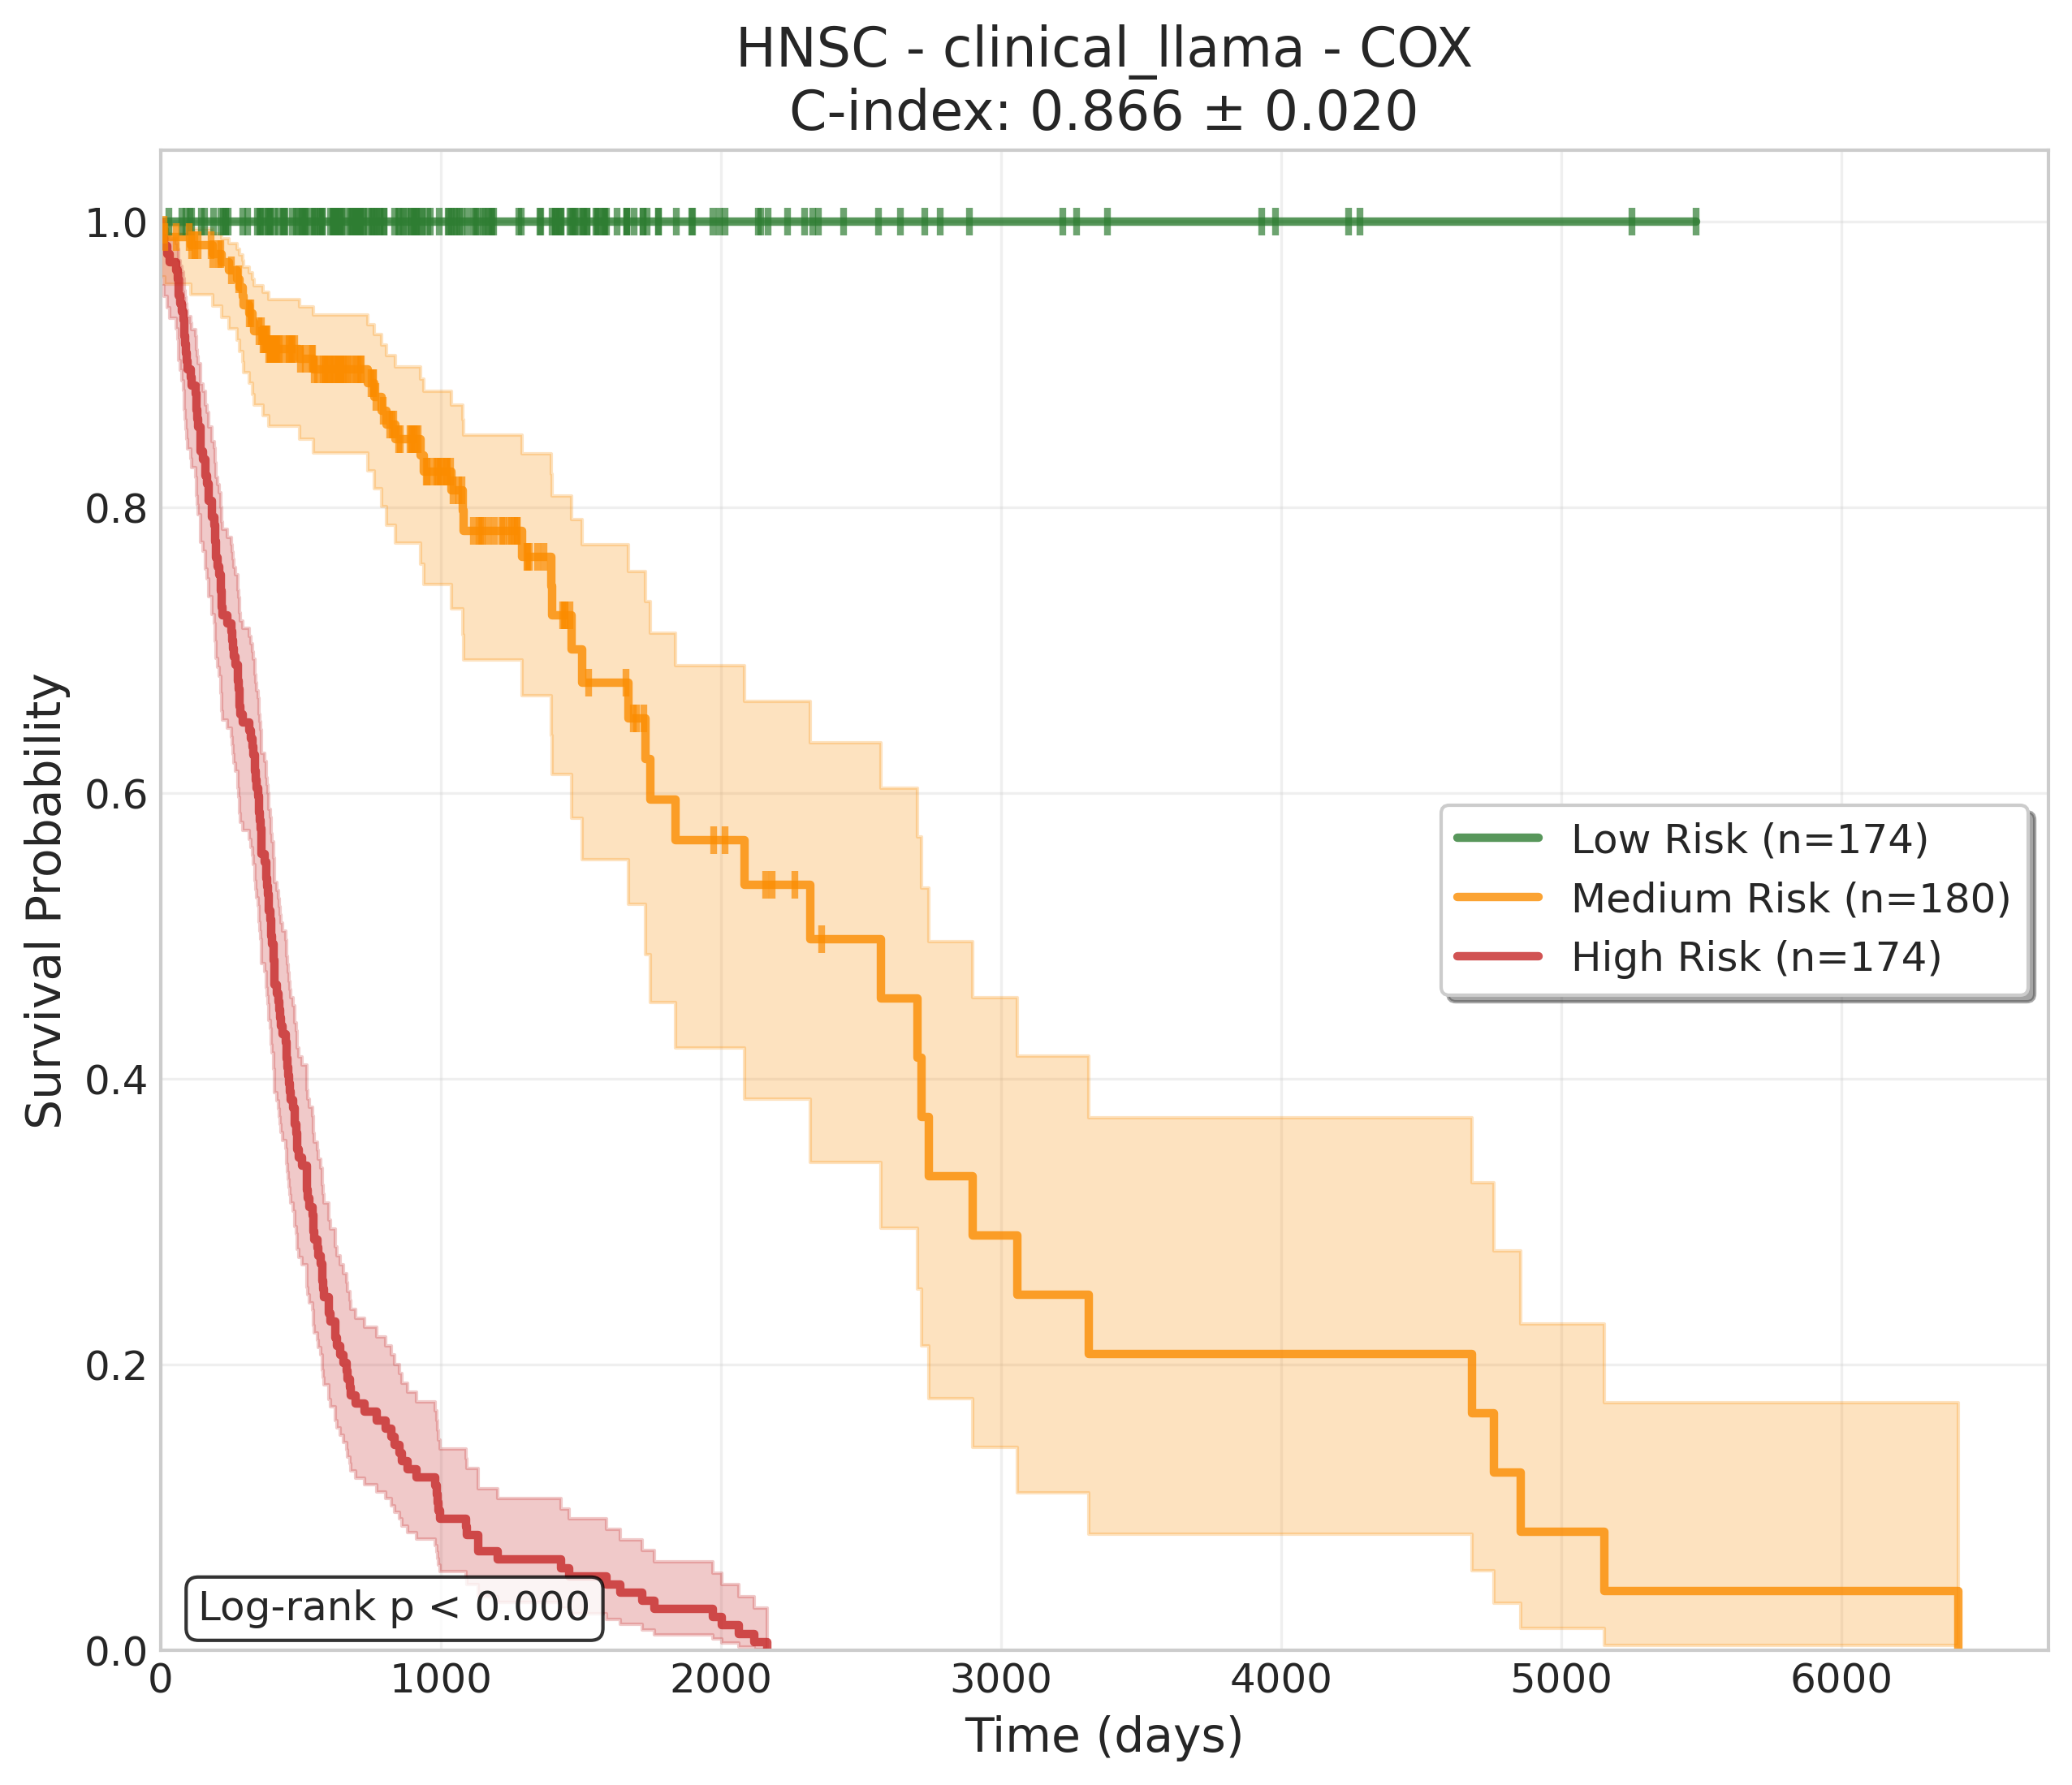 HNSC - clinical_llama - COX
C-index: 0.866 ± 0.020
Survival Probability
1.0
0.8
0.6
0.4
0.2
0.0
Low Risk (n=174)
Medium Risk (n=180)
High Risk (n=174)
Log-rank p < 0.000
0 1000 2000 3000 4000 5000 6000
Time (days)